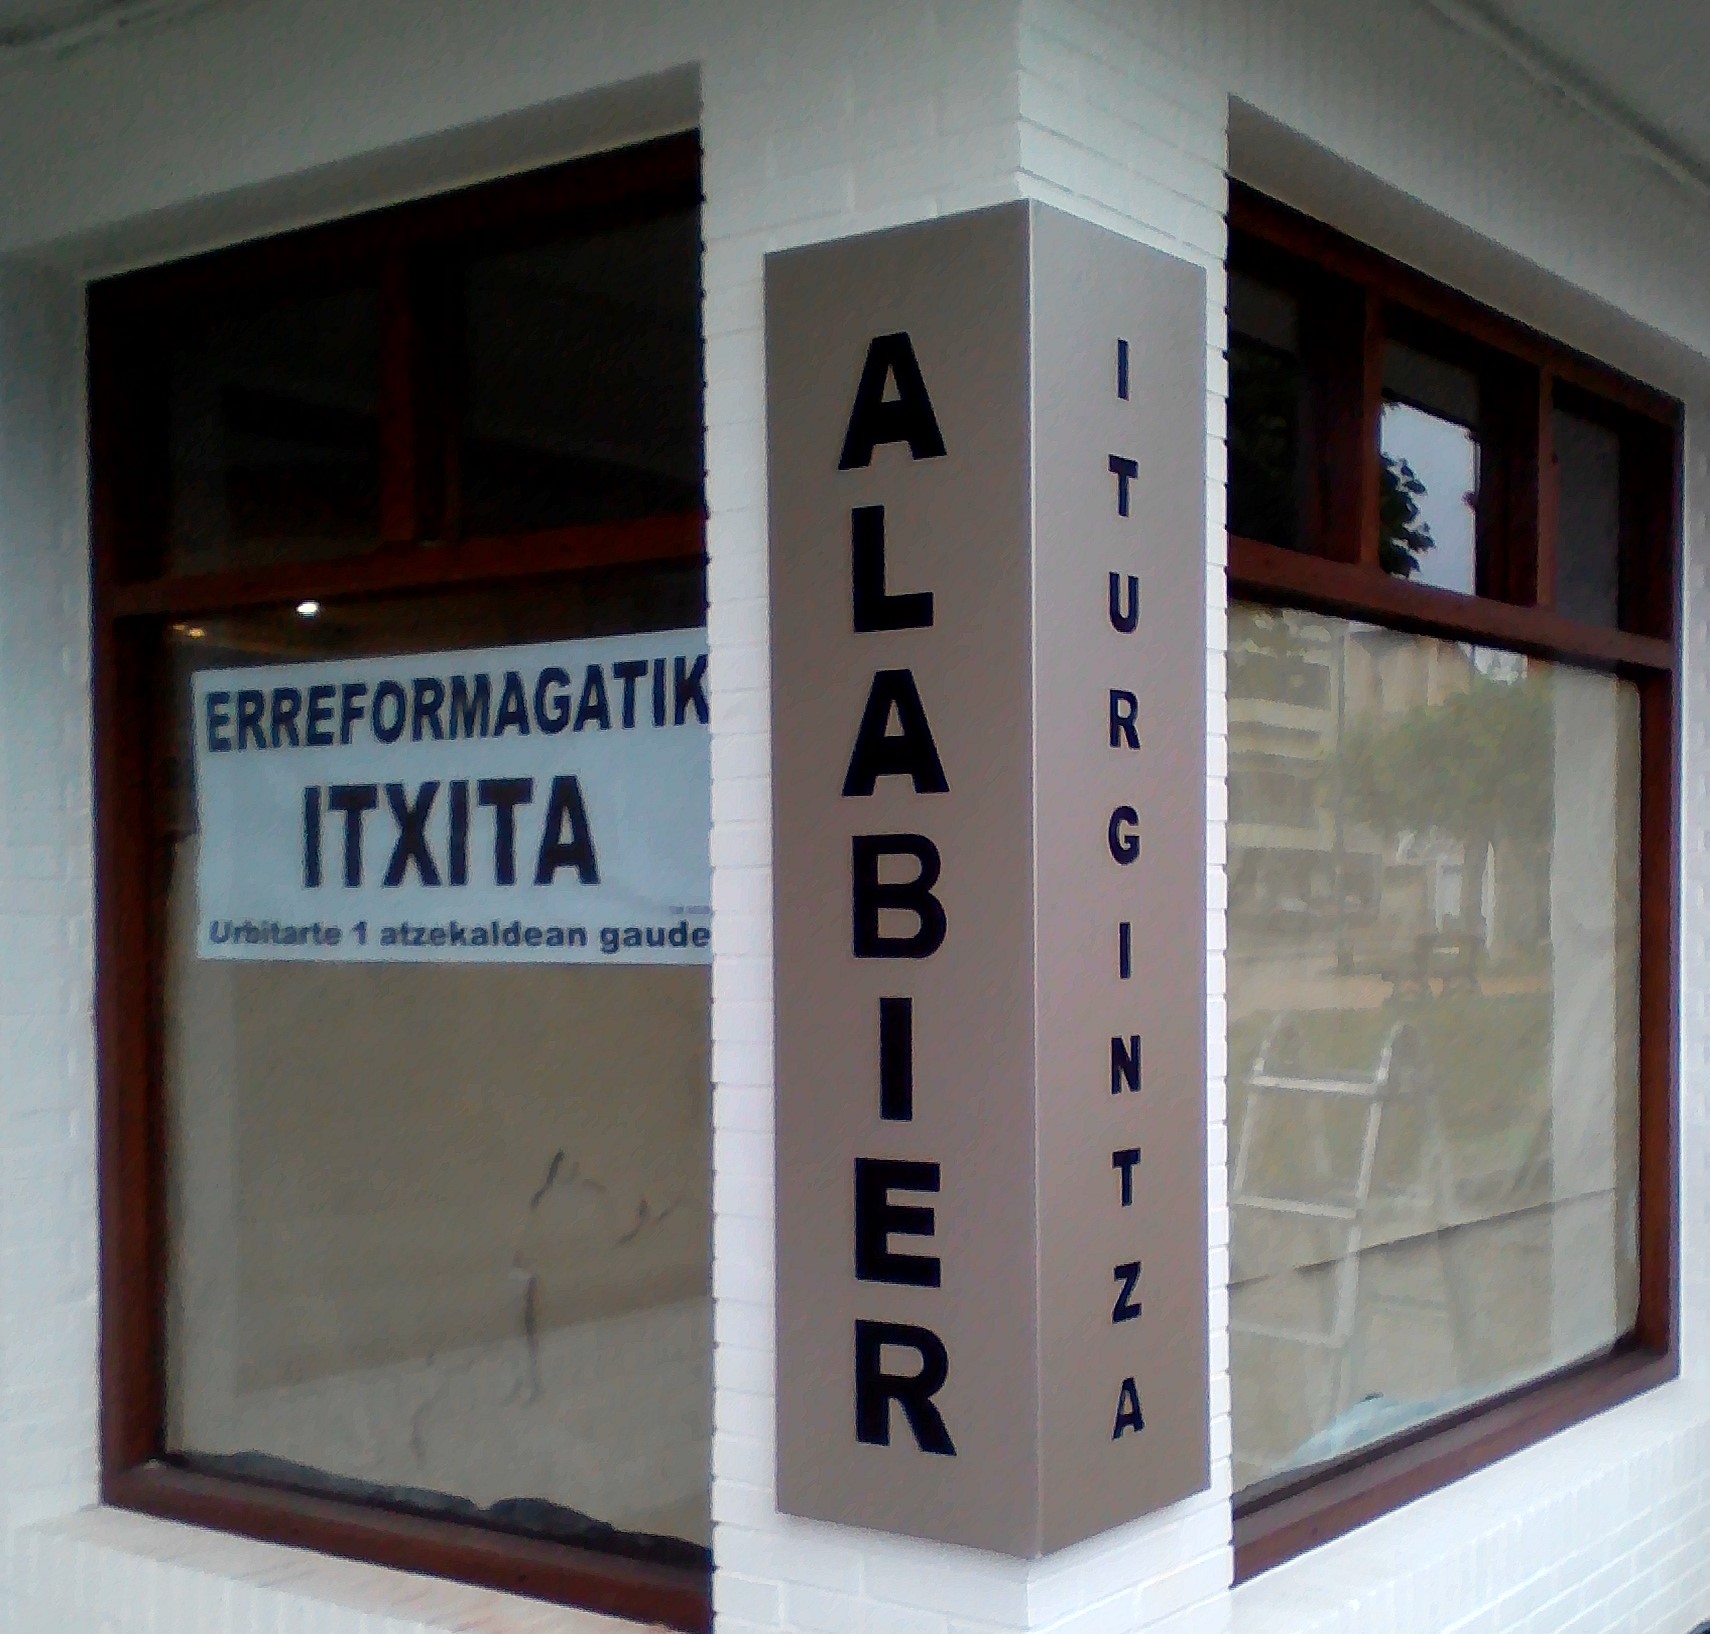 ERREFORMAGATIK
ITXITA
Urbitarte 1 atzekaldean gaude
ALABIER
ITURGINTZA